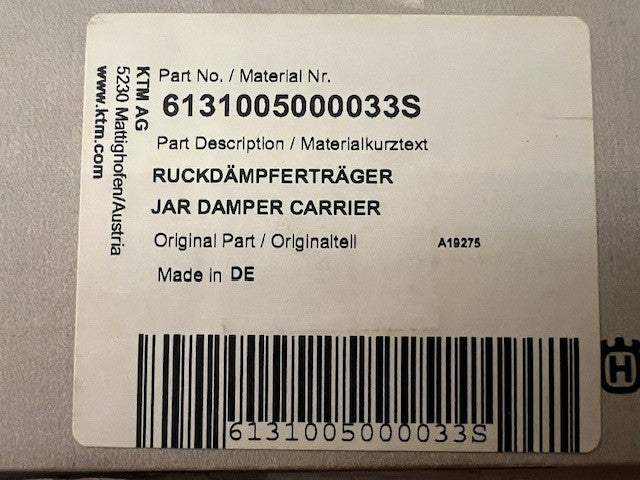 KTM AG
5230 Mattighofen/Austria
www.ktm.com
Part No. / Material Nr.
6131005000033S
Part Description / Materialkurztext
RUCKDÄMPFERTRÄGER
JAR DAMPER CARRIER
Original Part / Originalteil
A19275
Made in DE
6131005000033S
H